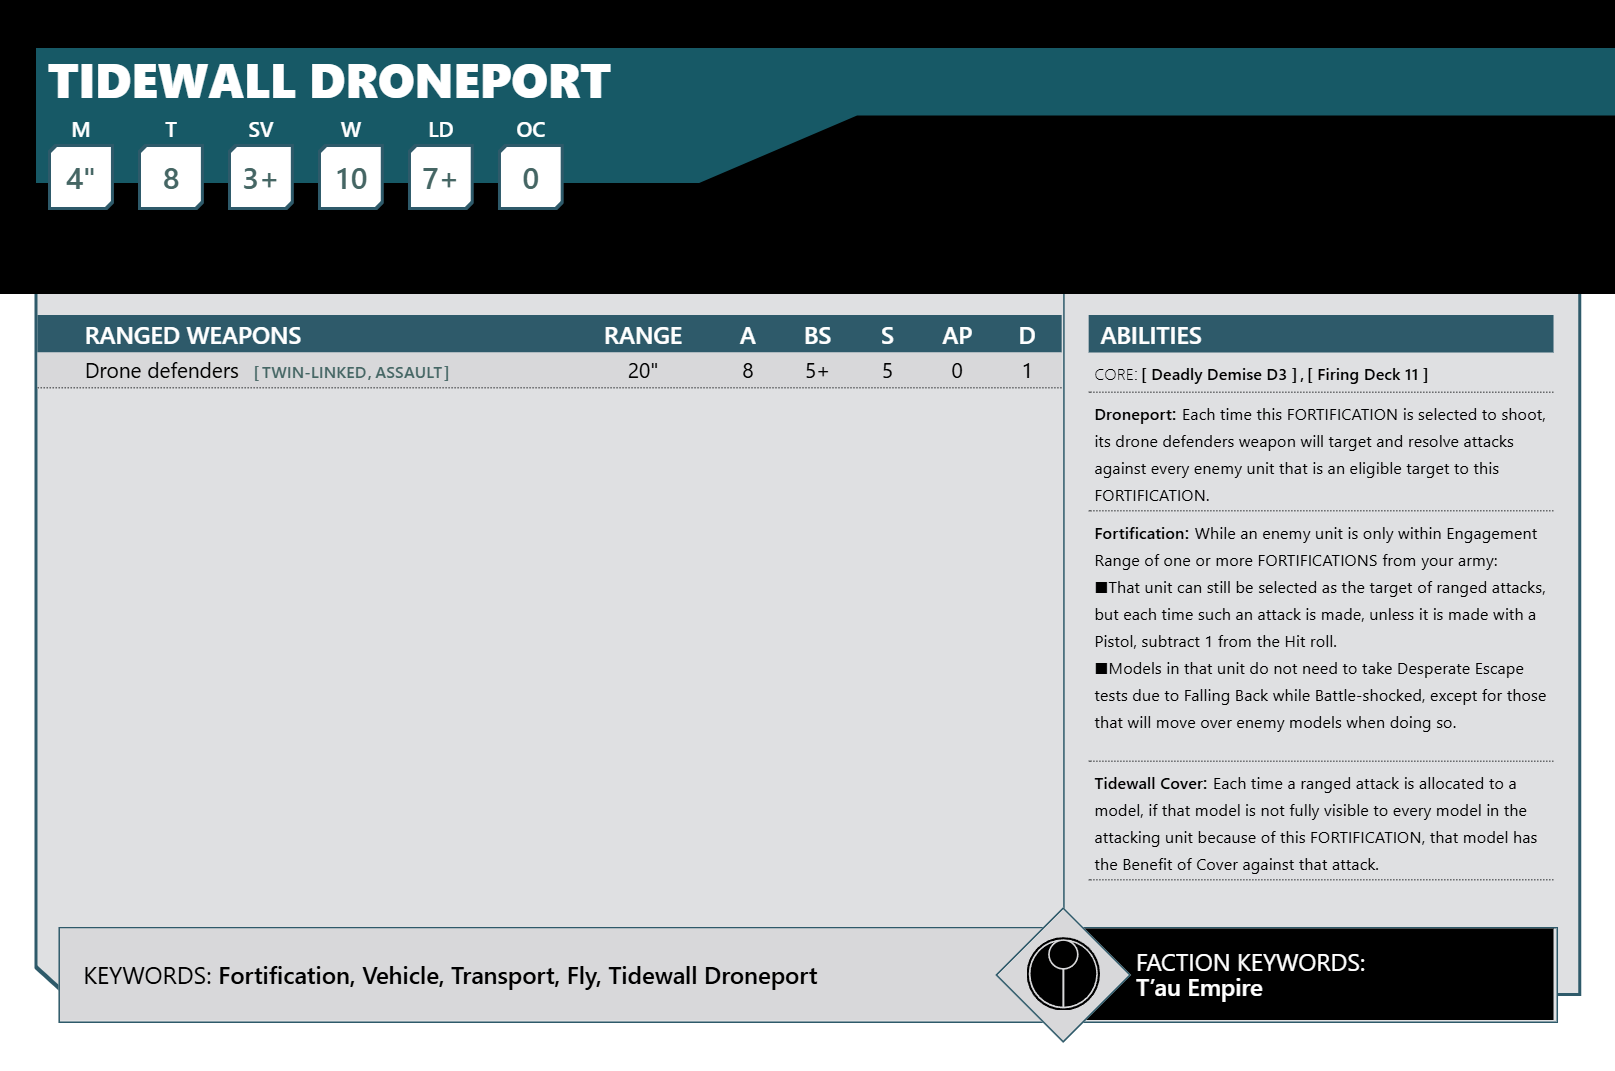 TIDEWALL DRONEPORT
M T SV W LD OC
4" 8 3+ 10 7+ 0
RANGED WEAPONS RANGE A BS S AP D
Drone defenders [TWIN-LINKED, ASSAULT] 20" 8 5+ 5 0 1
ABILITIES
CORE: [ Deadly Demise D3 ] , [ Firing Deck 11 ]
Droneport: Each time this FORTIFICATION is selected to shoot,
its drone defenders weapon will target and resolve attacks
against every enemy unit that is an eligible target to this
FORTIFICATION.
Fortification: While an enemy unit is only within Engagement
Range of one or more FORTIFICATIONS from your army:
■That unit can still be selected as the target of ranged attacks,
but each time such an attack is made, unless it is made with a
Pistol, subtract 1 from the Hit roll.
■Models in that unit do not need to take Desperate Escape
tests due to Falling Back while Battle-shocked, except for those
that will move over enemy models when doing so.
Tidewall Cover: Each time a ranged attack is allocated to a
model, if that model is not fully visible to every model in the
attacking unit because of this FORTIFICATION, that model has
the Benefit of Cover against that attack.
KEYWORDS: Fortification, Vehicle, Transport, Fly, Tidewall Droneport
FACTION KEYWORDS:
T’au Empire